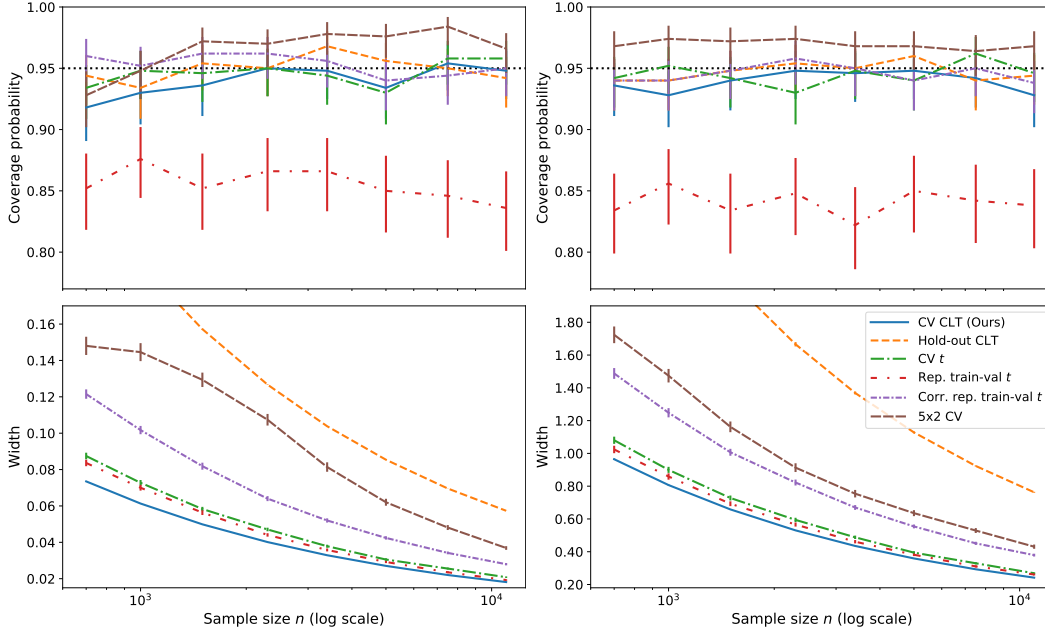 1.00
0.95
0.90
0.85
0.80
Coverage probability
1.00
0.95
0.90
0.85
0.80
Coverage probability
0.16
0.14
0.12
0.10
0.08
0.06
0.04
0.02
Width
10³
10⁴
Sample size n (log scale)
1.80
1.60
1.40
1.20
1.00
0.80
0.60
0.40
0.20
Width
10³
10⁴
Sample size n (log scale)
CV CLT (Ours)
Hold-out CLT
CV t
Rep. train-val t
Corr. rep. train-val t
5x2 CV